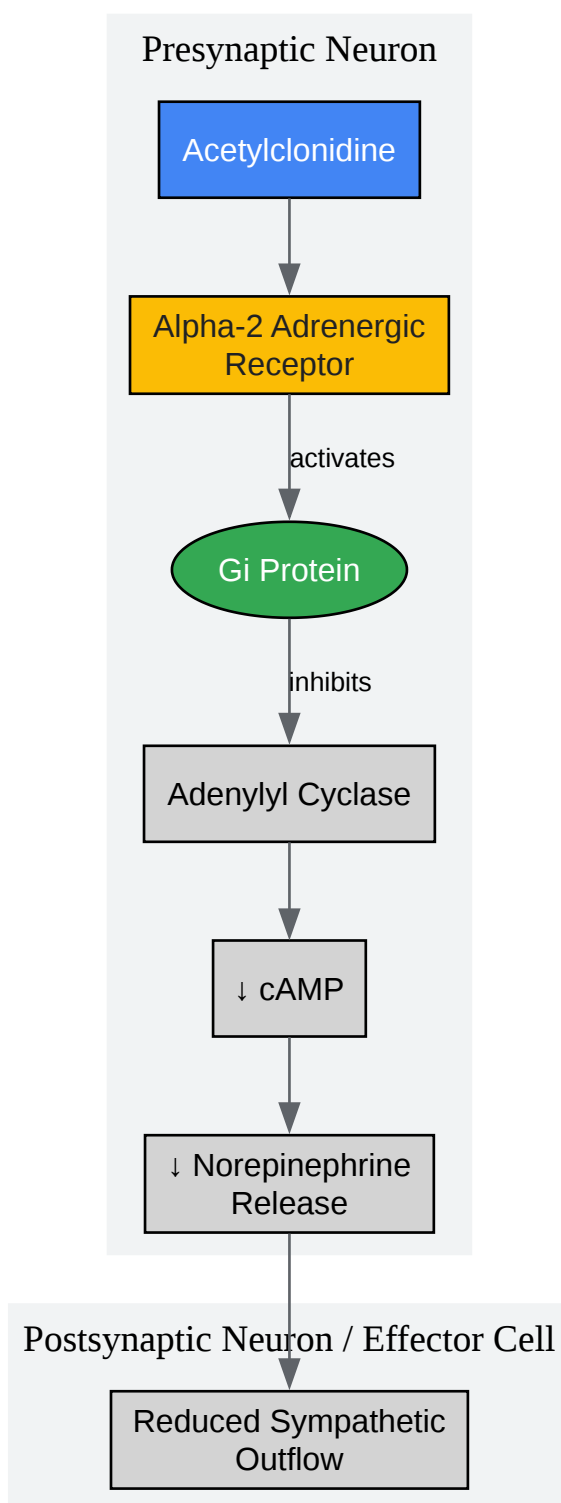 Presynaptic Neuron
Acetylclonidine
Alpha-2 Adrenergic
Receptor
activates
Gi Protein
inhibits
Adenylyl Cyclase
↓ cAMP
↓ Norepinephrine
Release
Postsynaptic Neuron / Effector Cell
Reduced Sympathetic
Outflow